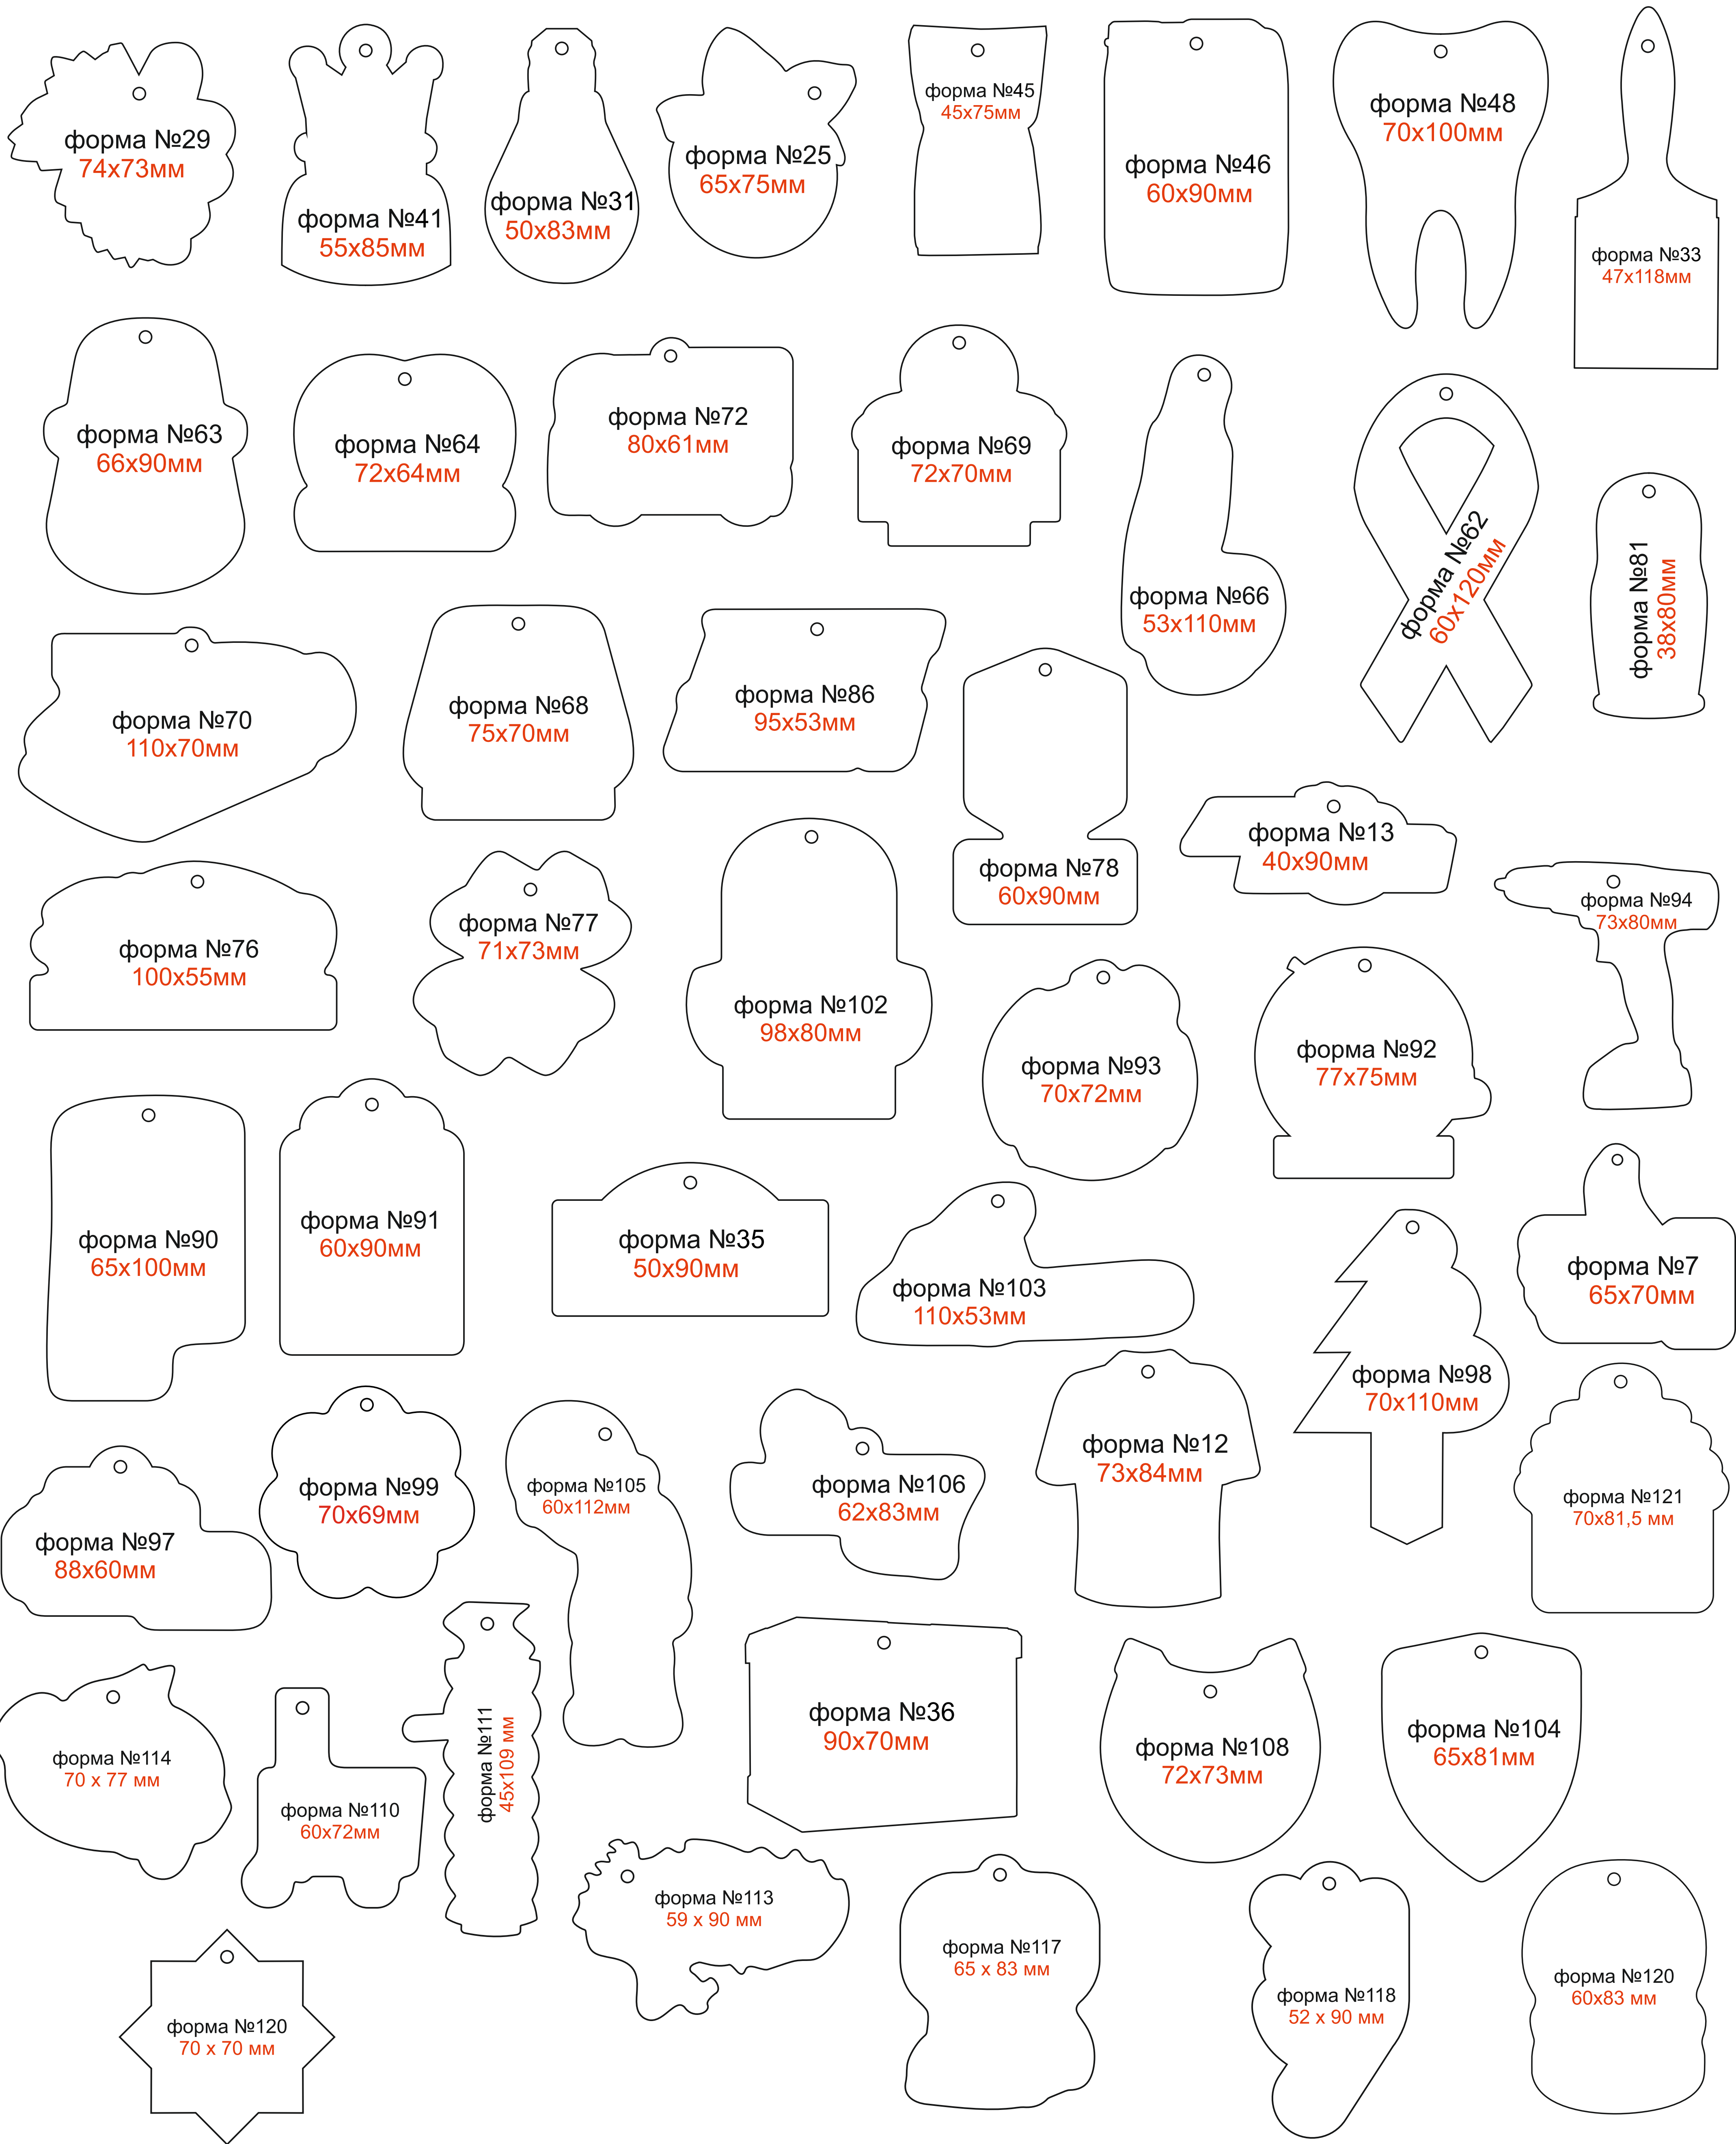 форма №29
74х73мм
форма №41
55х85мм
форма №31
50х83мм
форма №25
65х75мм
форма №45
45х75мм
форма №46
60х90мм
форма №48
70х100мм
форма №33
47х118мм
форма №63
66х90мм
форма №64
72х64мм
форма №72
80х61мм
форма №69
72х70мм
форма №66
53х110мм
форма №62
60х120мм
форма №81
38х80мм
форма №70
110х70мм
форма №68
75х70мм
форма №86
95х53мм
форма №78
60х90мм
форма №13
40х90мм
форма №94
73х80мм
форма №76
100х55мм
форма №77
71х73мм
форма №102
98х80мм
форма №93
70х72мм
форма №92
77х75мм
форма №90
65х100мм
форма №91
60х90мм
форма №35
50х90мм
форма №103
110х53мм
форма №98
70х110мм
форма №7
65х70мм
форма №97
88х60мм
форма №99
70х69мм
форма №105
60х112мм
форма №106
62х83мм
форма №12
73х84мм
форма №121
70х81,5 мм
форма №114
70 х 77 мм
форма №110
60х72мм
форма №111
45х109 мм
форма №36
90х70мм
форма №108
72х73мм
форма №104
65х81мм
форма №113
59 х 90 мм
форма №117
65 х 83 мм
форма №118
52 х 90 мм
форма №120
60х83 мм
форма №120
70 х 70 мм